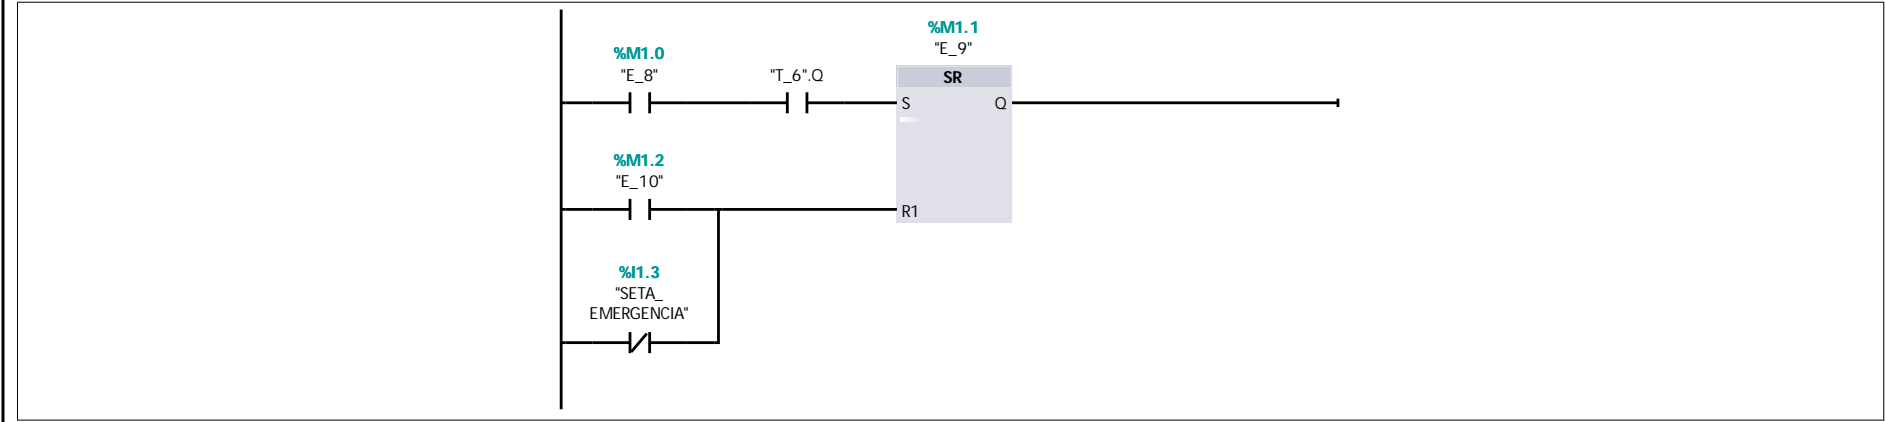 %M1.1
"E_9"
%M1.0
"E_8"
"T_6".Q
SR
S
Q
%M1.2
"E_10"
R1
%I1.3
"SETA_
EMERGENCIA"